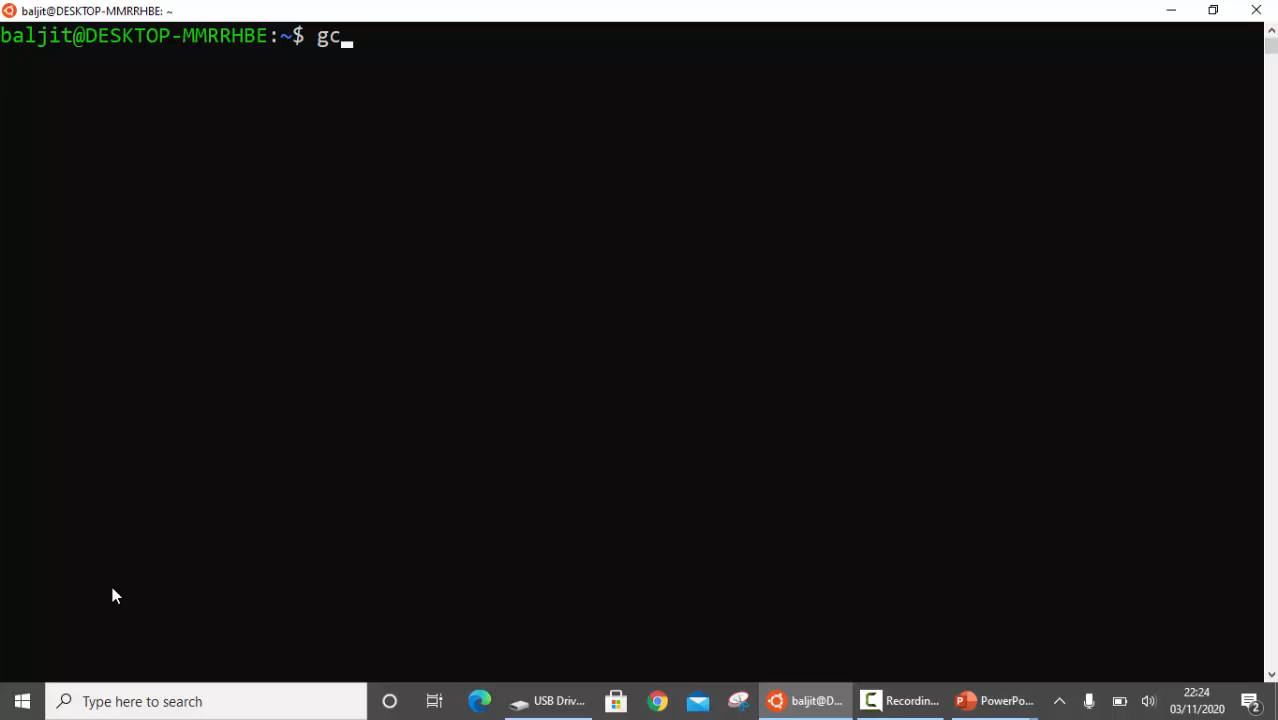 baljit@DESKTOP-MMRRHBE: ~
baljit@DESKTOP-MMRRHBE:~$ gc
Type here to search
USB Driv...
baljit@D...
Recordin...
PowerPo...
22:24
03/11/2020
2